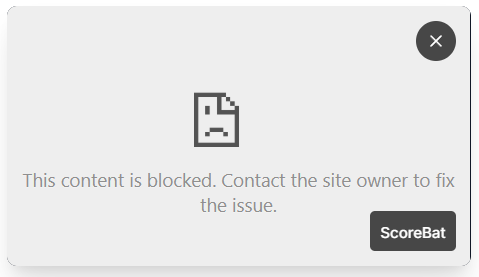 This content is blocked. Contact the site owner to fix
the issue.
ScoreBat